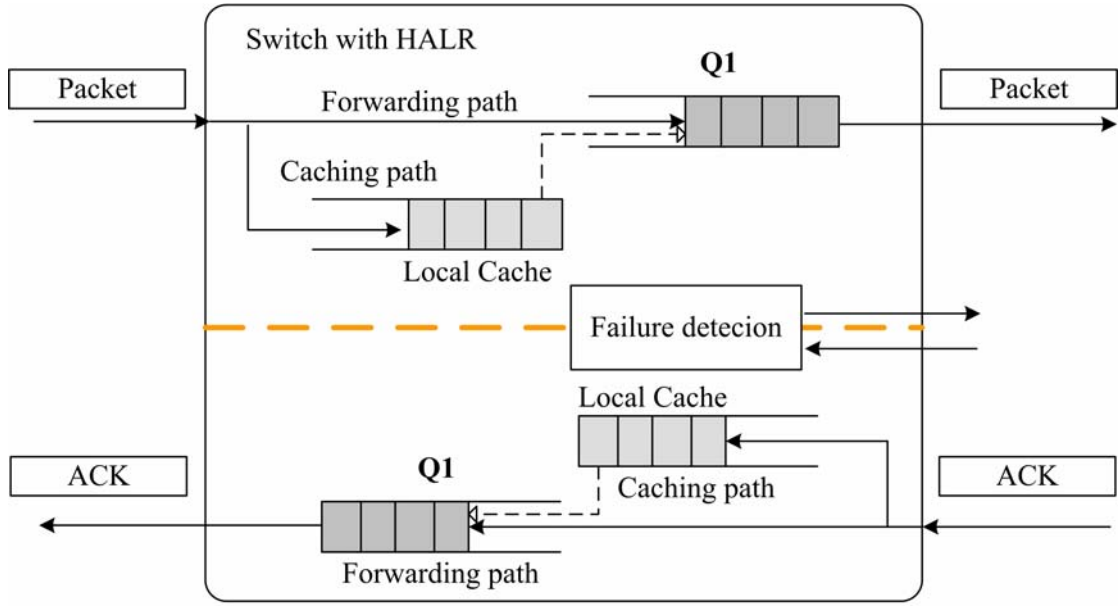 Switch with HALR
Q1
Packet
Packet
Forwarding path
Caching path
Local Cache
Failure detecion
Local Cache
ACK
Q1
Caching path
ACK
Forwarding path